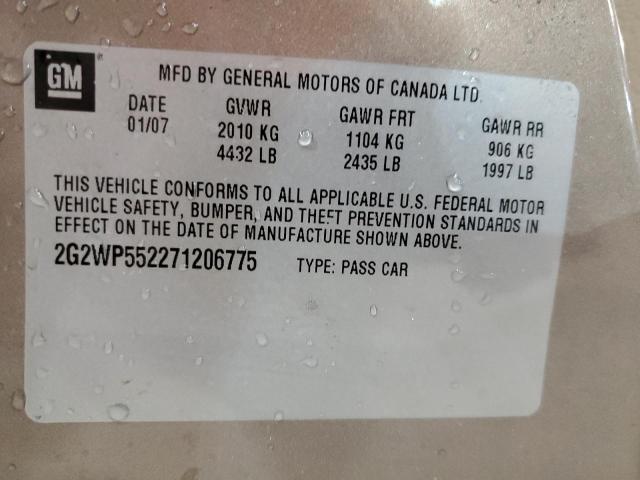 GM
MFD BY GENERAL MOTORS OF CANADA LTD.
DATE GVWR GAWR FRT GAWR RR
01/07 2010 KG 1104 KG 906 KG
4432 LB 2435 LB 1997 LB
THIS VEHICLE CONFORMS TO ALL APPLICABLE U.S. FEDERAL MOTOR
VEHICLE SAFETY, BUMPER, AND THEFT PREVENTION STANDARDS IN
EFFECT ON THE DATE OF MANUFACTURE SHOWN ABOVE.
2G2WP552271206775 TYPE: PASS CAR